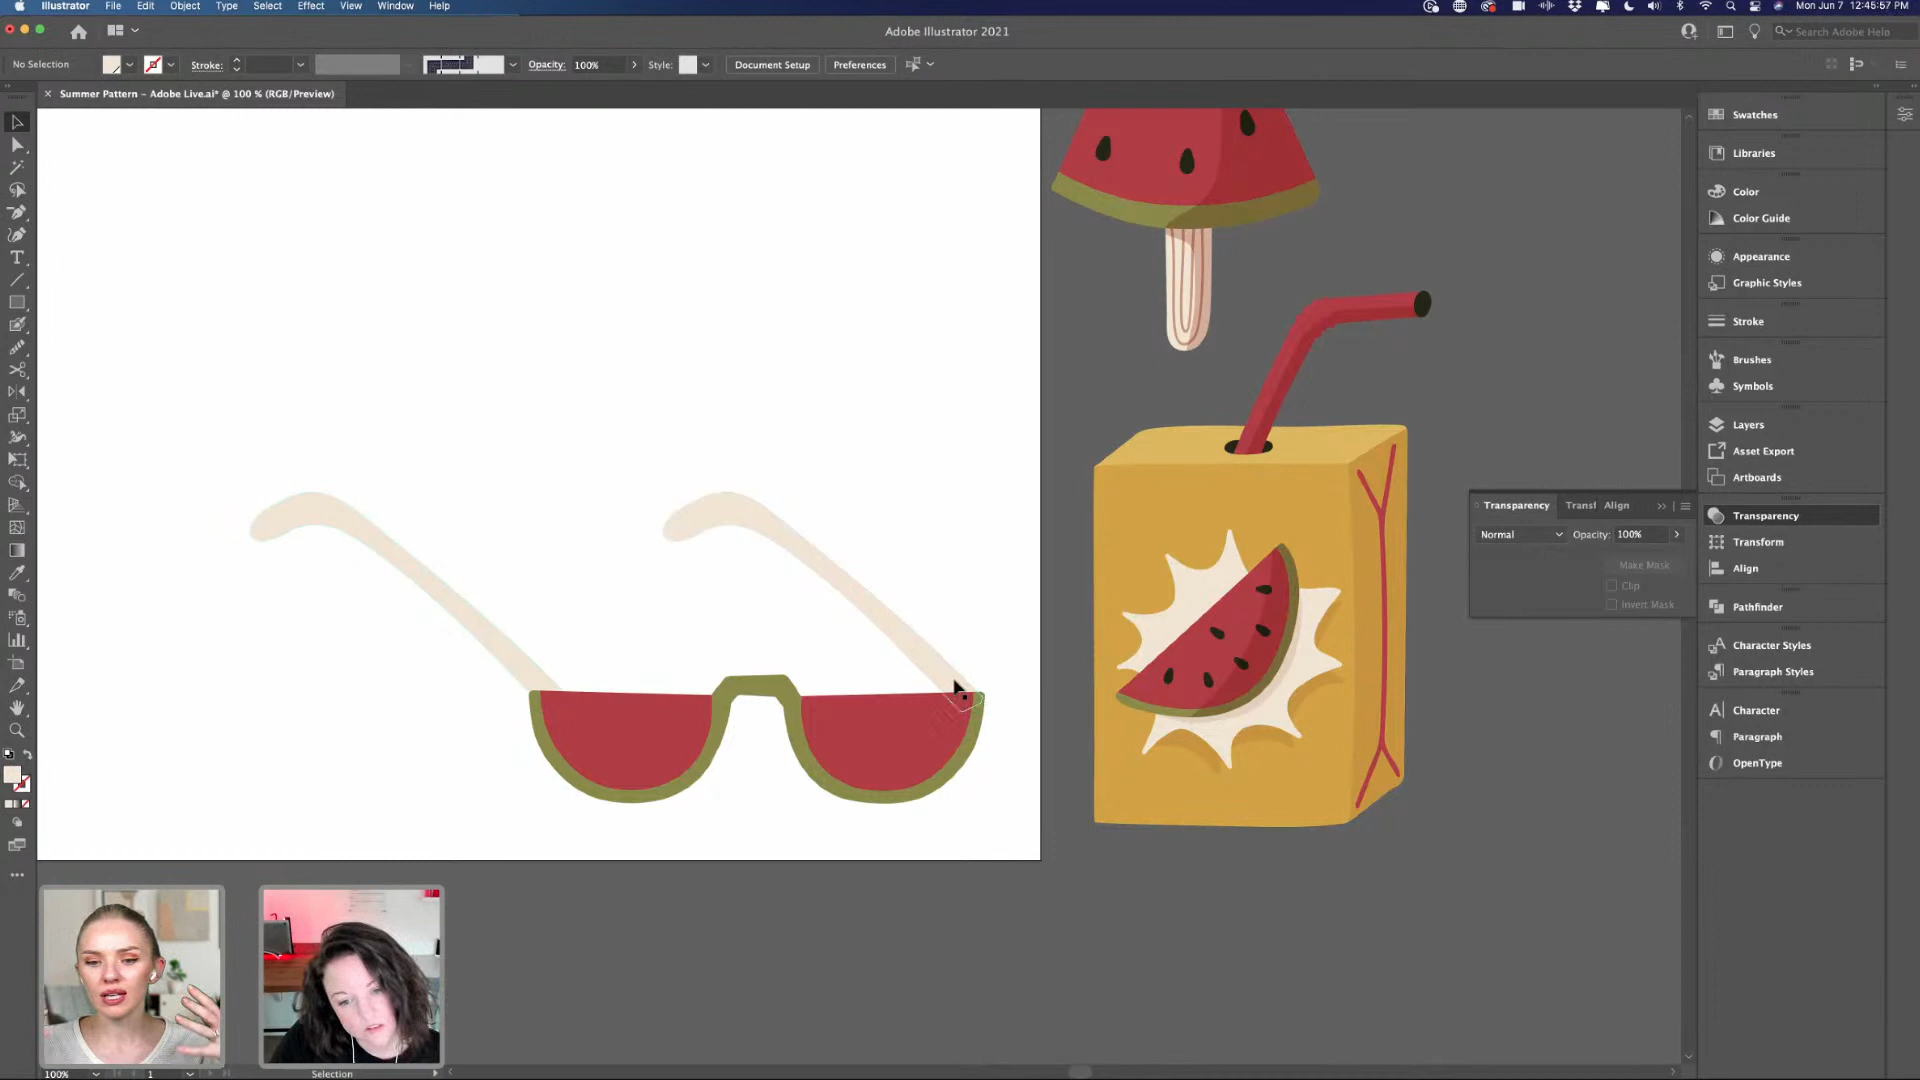 Illustrator File Edit Object Type Select Effect View Window Help
Mon Jun 7 12:45:57 PM
Adobe Illustrator 2021
Search Adobe Help
No Selection
Stroke:
Opacity: 100%
Style:
Document Setup
Preferences
× Summer Pattern – Adobe Live.ai* @ 100 % (RGB/Preview)
Swatches
Libraries
Color
Color Guide
Appearance
Graphic Styles
Stroke
Brushes
Symbols
Layers
Asset Export
Artboards
Transparency
Transform
Align
Pathfinder
Character Styles
Paragraph Styles
Character
Paragraph
OpenType
Transparency Transf Align
Normal Opacity: 100%
Make Mask
Clip
Invert Mask
100% 1 Selection